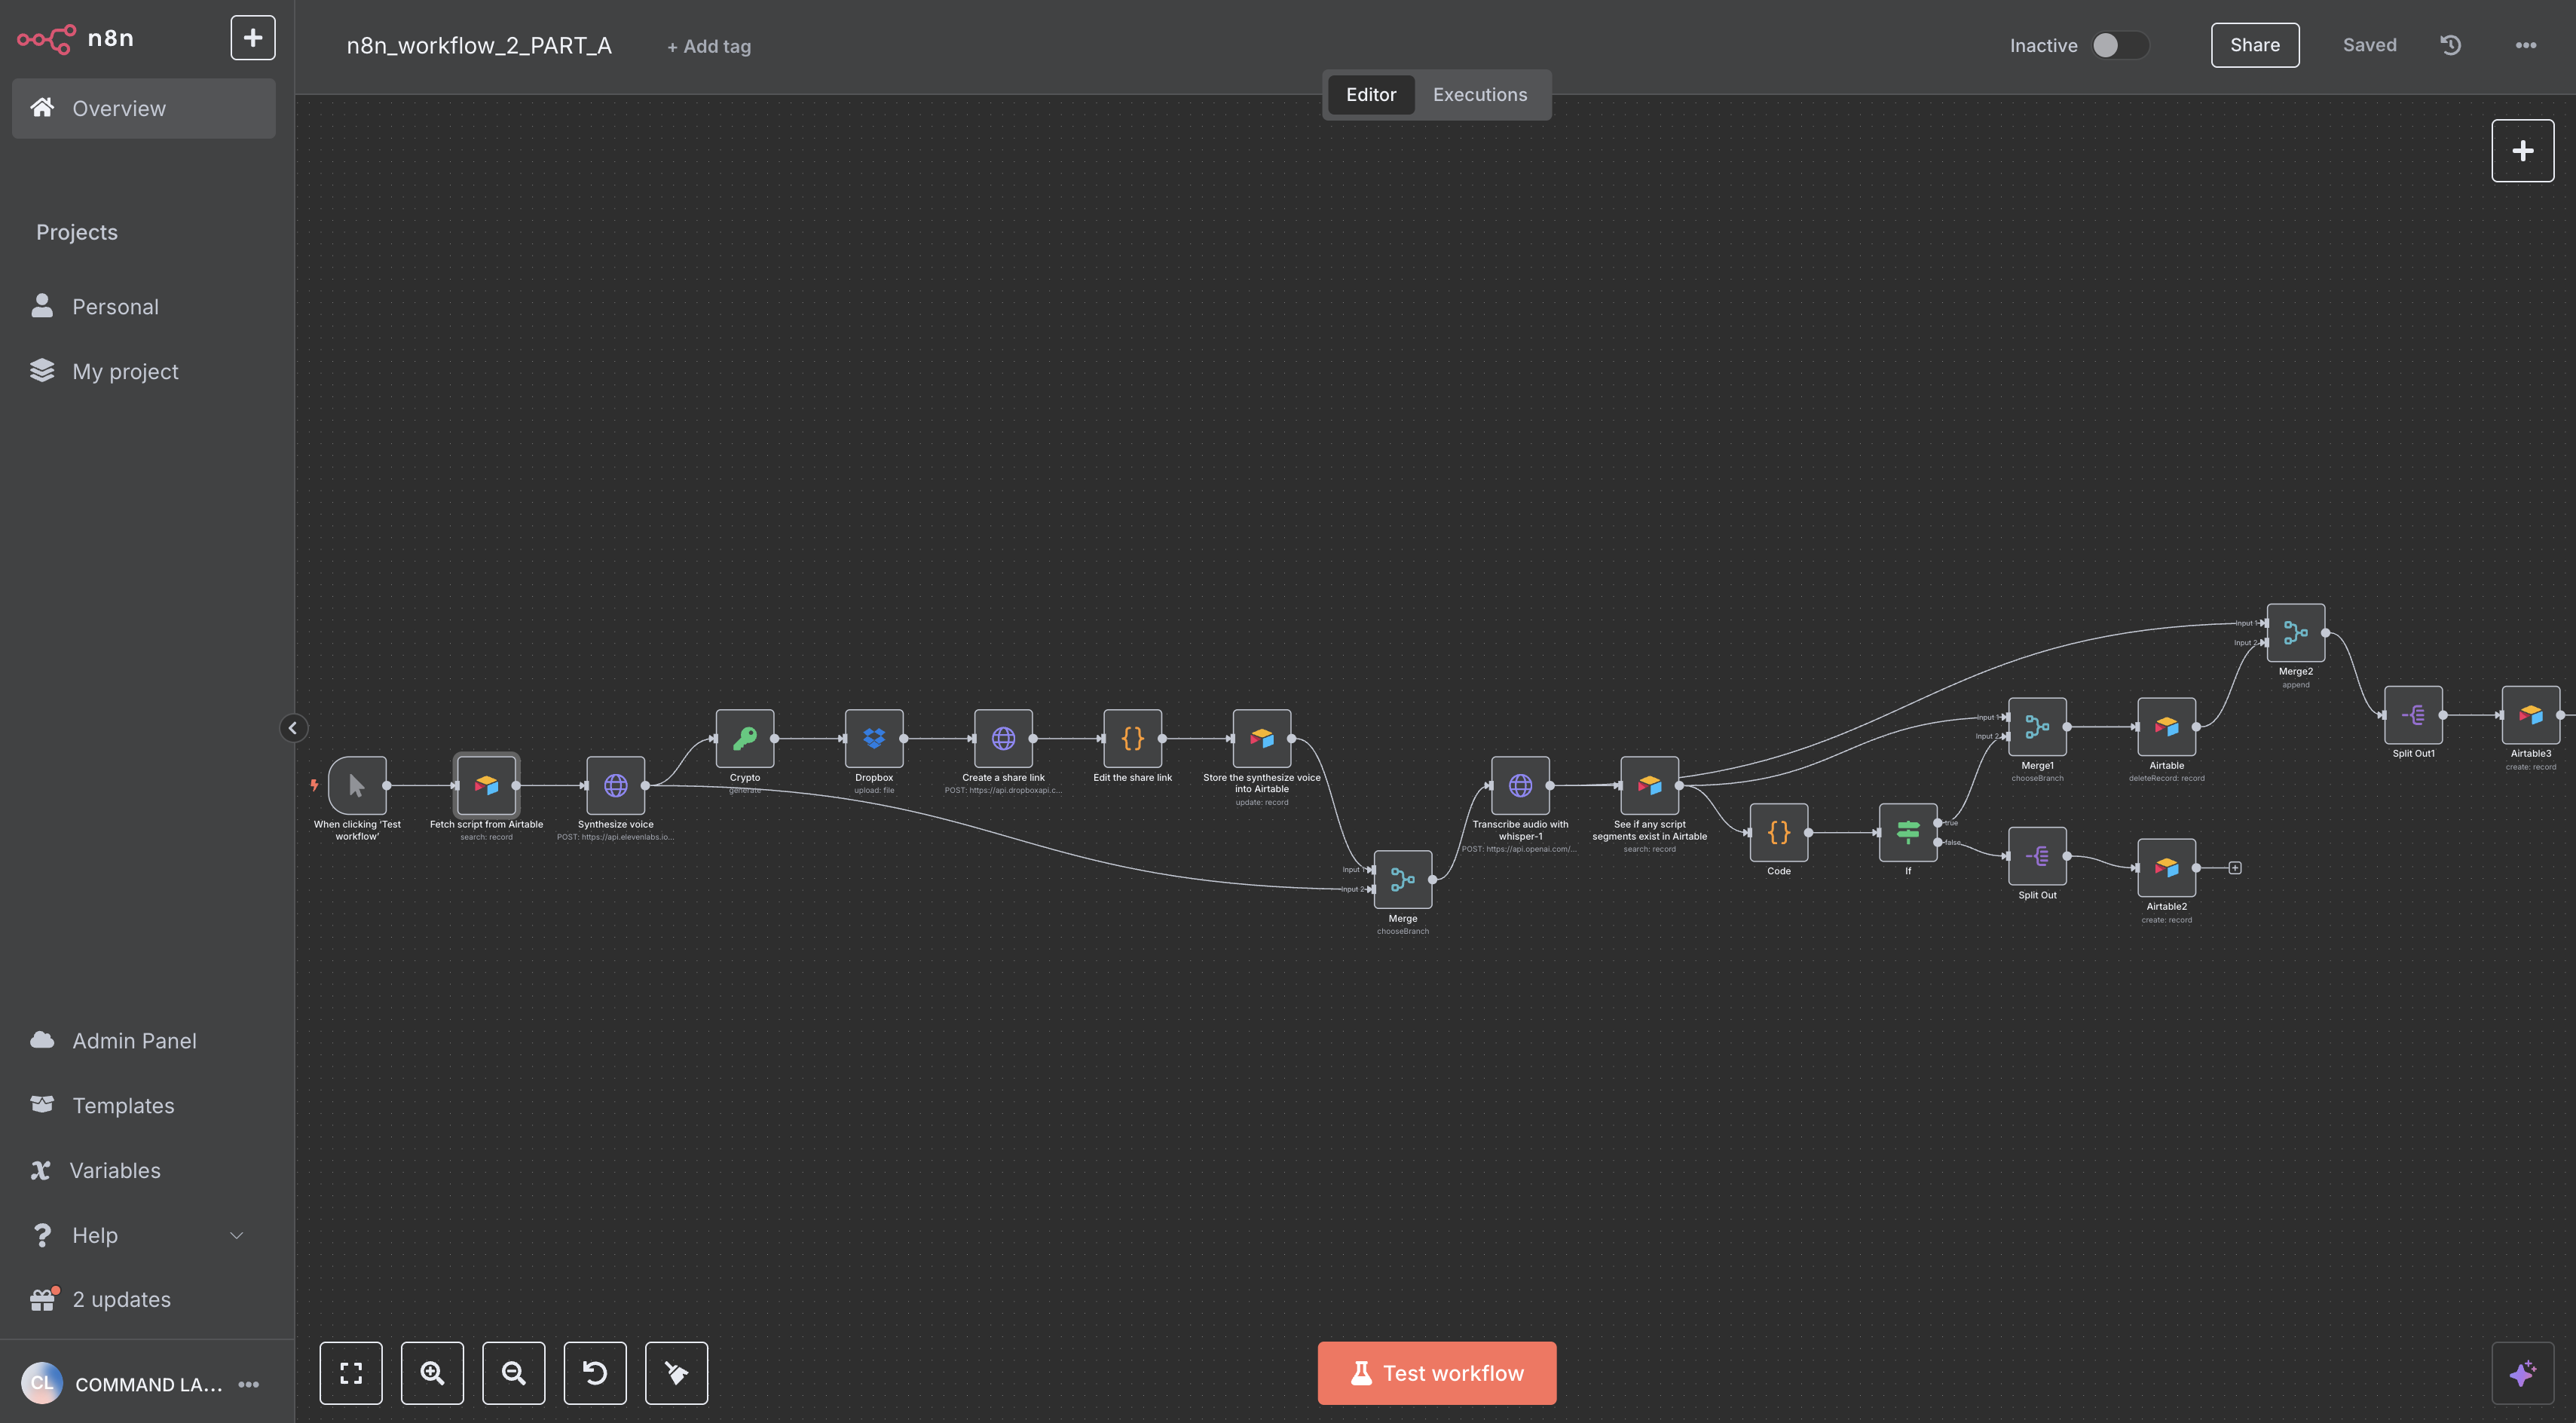 n8n
n8n_workflow_2_PART_A
+ Add tag
Inactive
Share
Saved
Editor
Executions
Overview
Projects
Personal
My project
Admin Panel
Templates
Variables
Help
2 updates
CL
COMMAND LA...
When clicking ‘Test
workflow’
Fetch script from Airtable
search: record
Synthesize voice
POST: https://api.elevenlabs.io...
Crypto
generate
Dropbox
upload: file
Create a share link
POST: https://api.dropboxapi.c...
Edit the share link
Store the synthesize voice
into Airtable
update: record
Input 1
Input 2
Merge
chooseBranch
Transcribe audio with
whisper-1
POST: https://api.openai.com/...
See if any script
segments exist in Airtable
search: record
Code
If
true
false
Input 1
Input 2
Merge1
chooseBranch
Airtable
deleteRecord: record
Split Out
Airtable2
create: record
Input 1
Input 2
Merge2
append
Split Out1
Airtable3
create: record
Test workflow